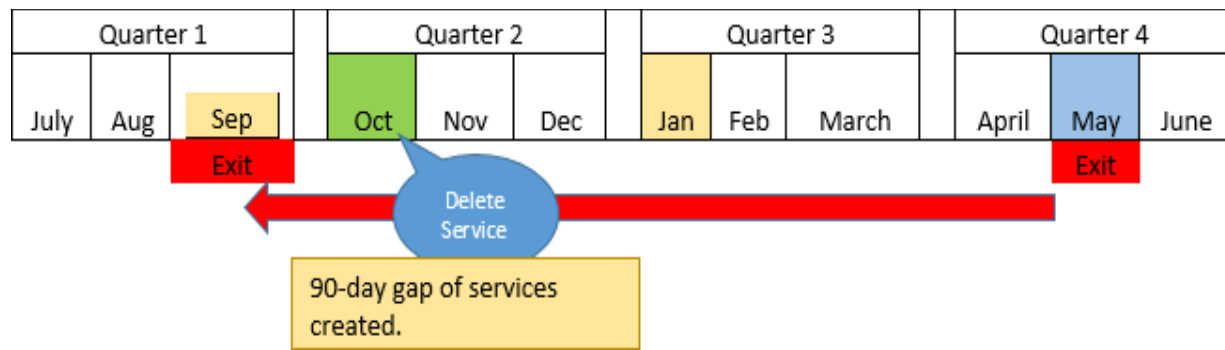 Quarter 1 Quarter 2 Quarter 3 Quarter 4
July Aug Sep Oct Nov Dec Jan Feb March April May June
Exit Exit
Delete
Service
90-day gap of services
created.